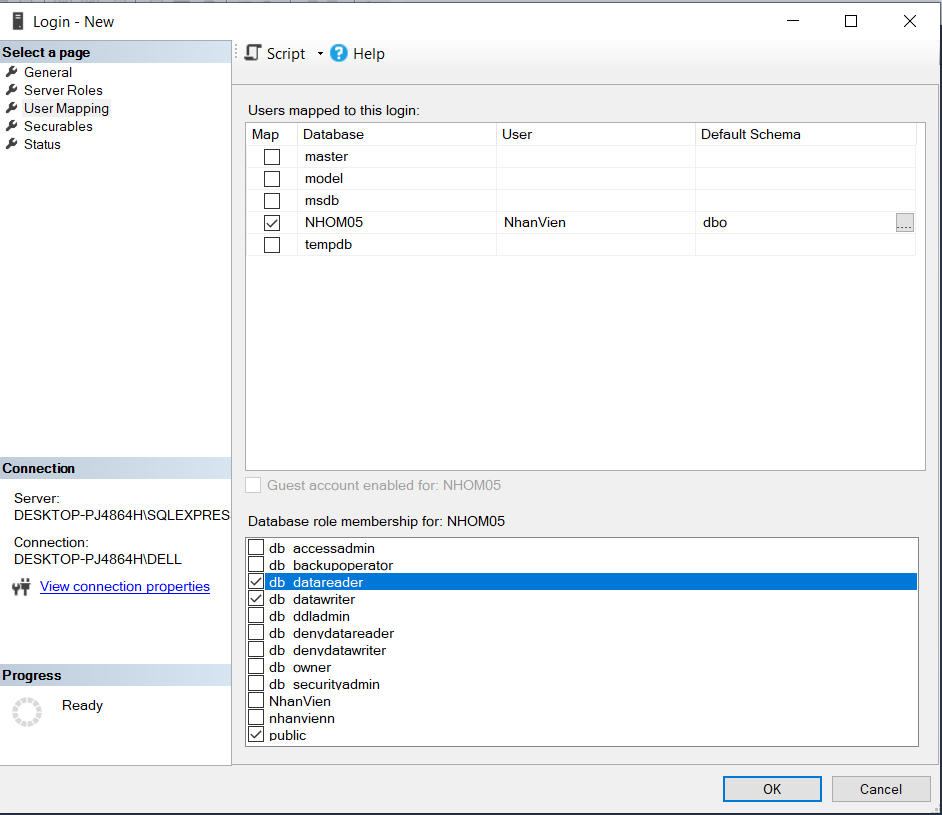 Login - New
Select a page
General
Server Roles
User Mapping
Securables
Status
Script
Help
Users mapped to this login:
Map Database User Default Schema
master
model
msdb
NHOM05 NhanVien dbo ....
tempdb
Guest account enabled for: NHOM05
Database role membership for: NHOM05
db_accessadmin
db_backupoperator
db_datareader
db_datawriter
db_ddladmin
db_denydatareader
db_denydatawriter
db_owner
db_securityadmin
NhanVien
nhanvienn
public
Connection
Server:
DESKTOP-PJ4864H\SQLEXPRES
Connection:
DESKTOP-PJ4864H\DELL
View connection properties
Progress
Ready
OK Cancel